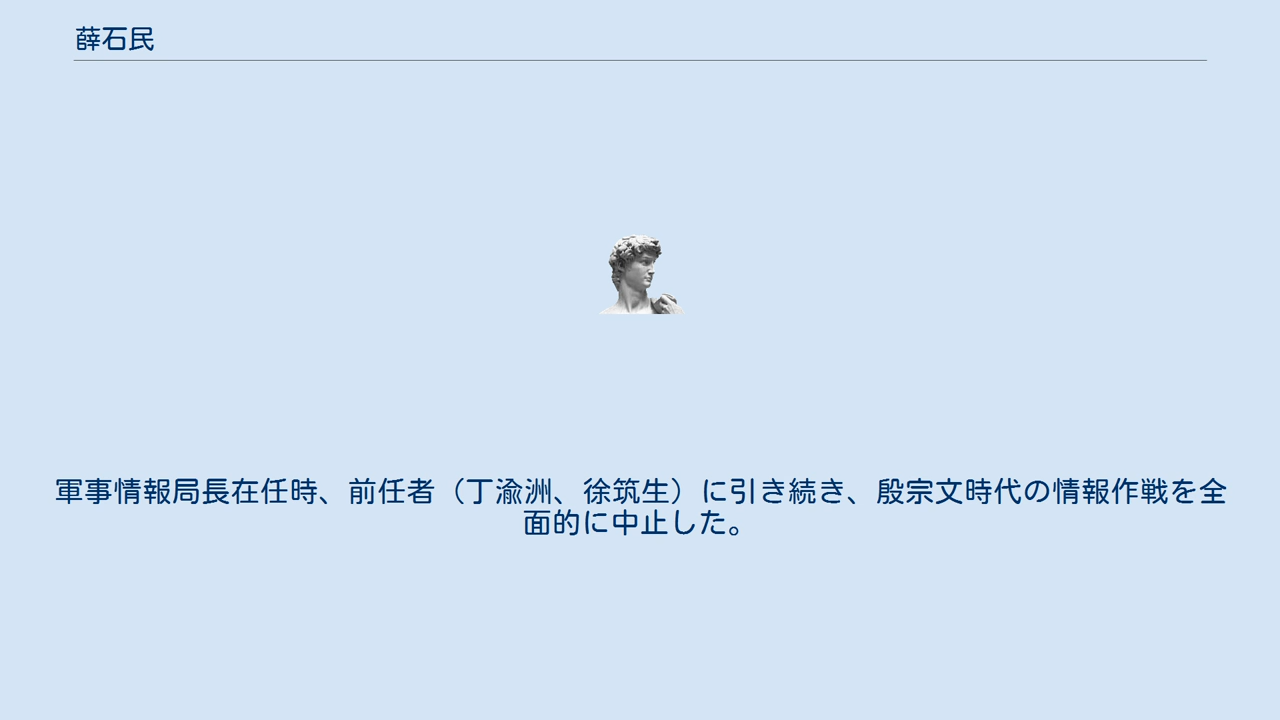 薛石民
軍事情報局長在任時、前任者（丁渝洲、徐筑生）に引き続き、殷宗文時代の情報作戦を全
面的に中止した。